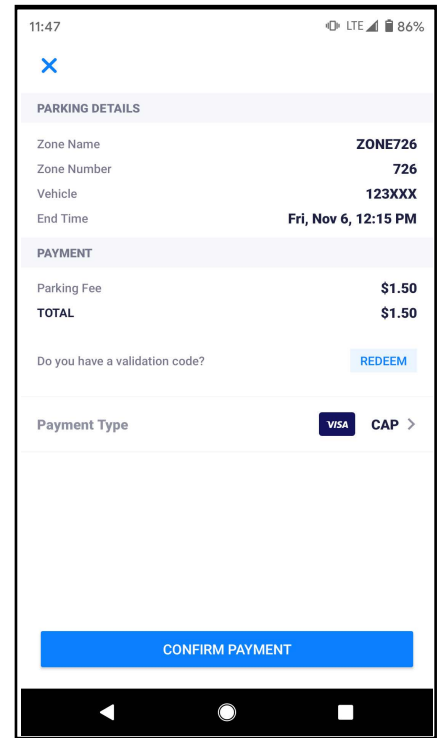 11:47 LTE 86%
PARKING DETAILS
Zone Name ZONE726
Zone Number 726
Vehicle 123XXX
End Time Fri, Nov 6, 12:15 PM
PAYMENT
Parking Fee $1.50
TOTAL $1.50
Do you have a validation code? REDEEM
Payment Type VISA CAP
CONFIRM PAYMENT